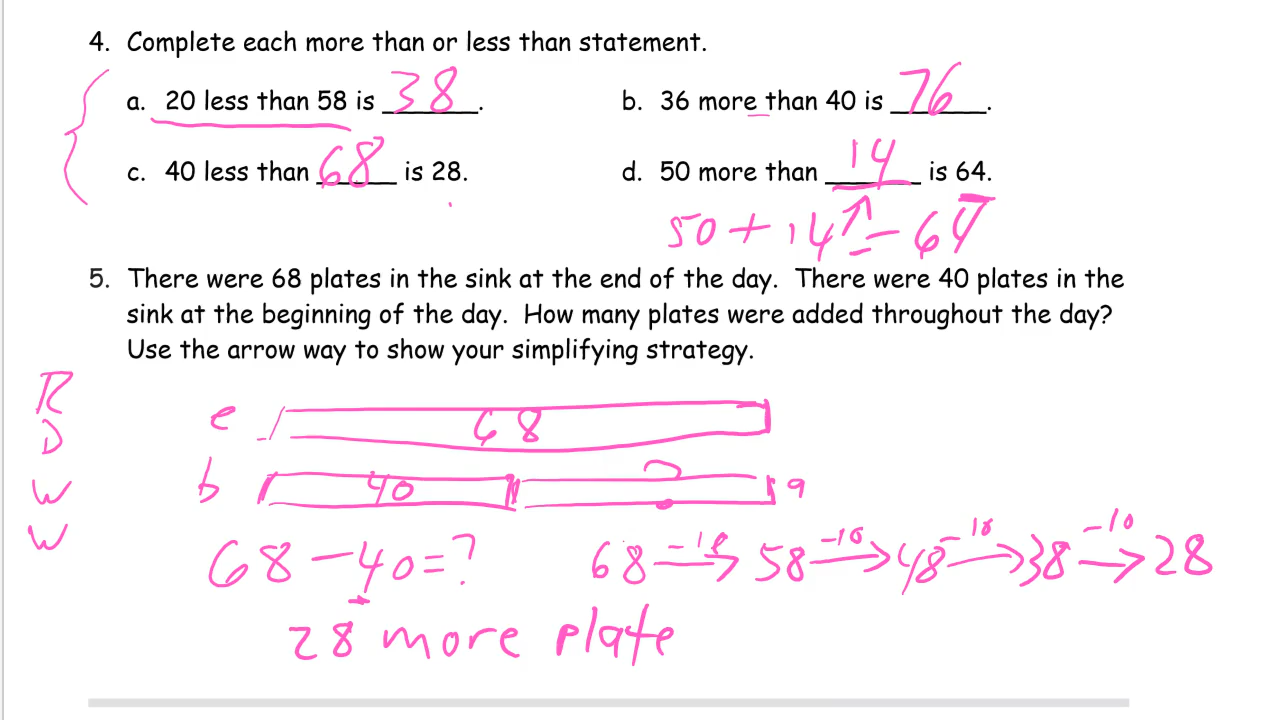 4. Complete each more than or less than statement.
a. 20 less than 58 is 38. b. 36 more than 40 is 76.
c. 40 less than 68 is 28. d. 50 more than 14 is 64.
50 + 14 = 64
5. There were 68 plates in the sink at the end of the day. There were 40 plates in the
sink at the beginning of the day. How many plates were added throughout the day?
Use the arrow way to show your simplifying strategy.
R
D
W
W
e 68
b 40 ?
68 - 40 = ? 68 -10→ 58 -10→ 48 -10→ 38 -10→ 28
28 more plate